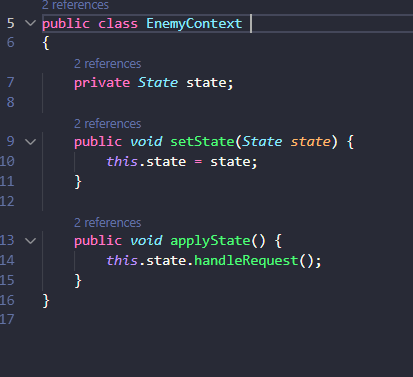 2 references
5 public class EnemyContext
6 {
2 references
7 private State state;
8
2 references
9 public void setState(State state) {
10 this.state = state;
11 }
12
2 references
13 public void applyState() {
14 this.state.handleRequest();
15 }
16 }
17